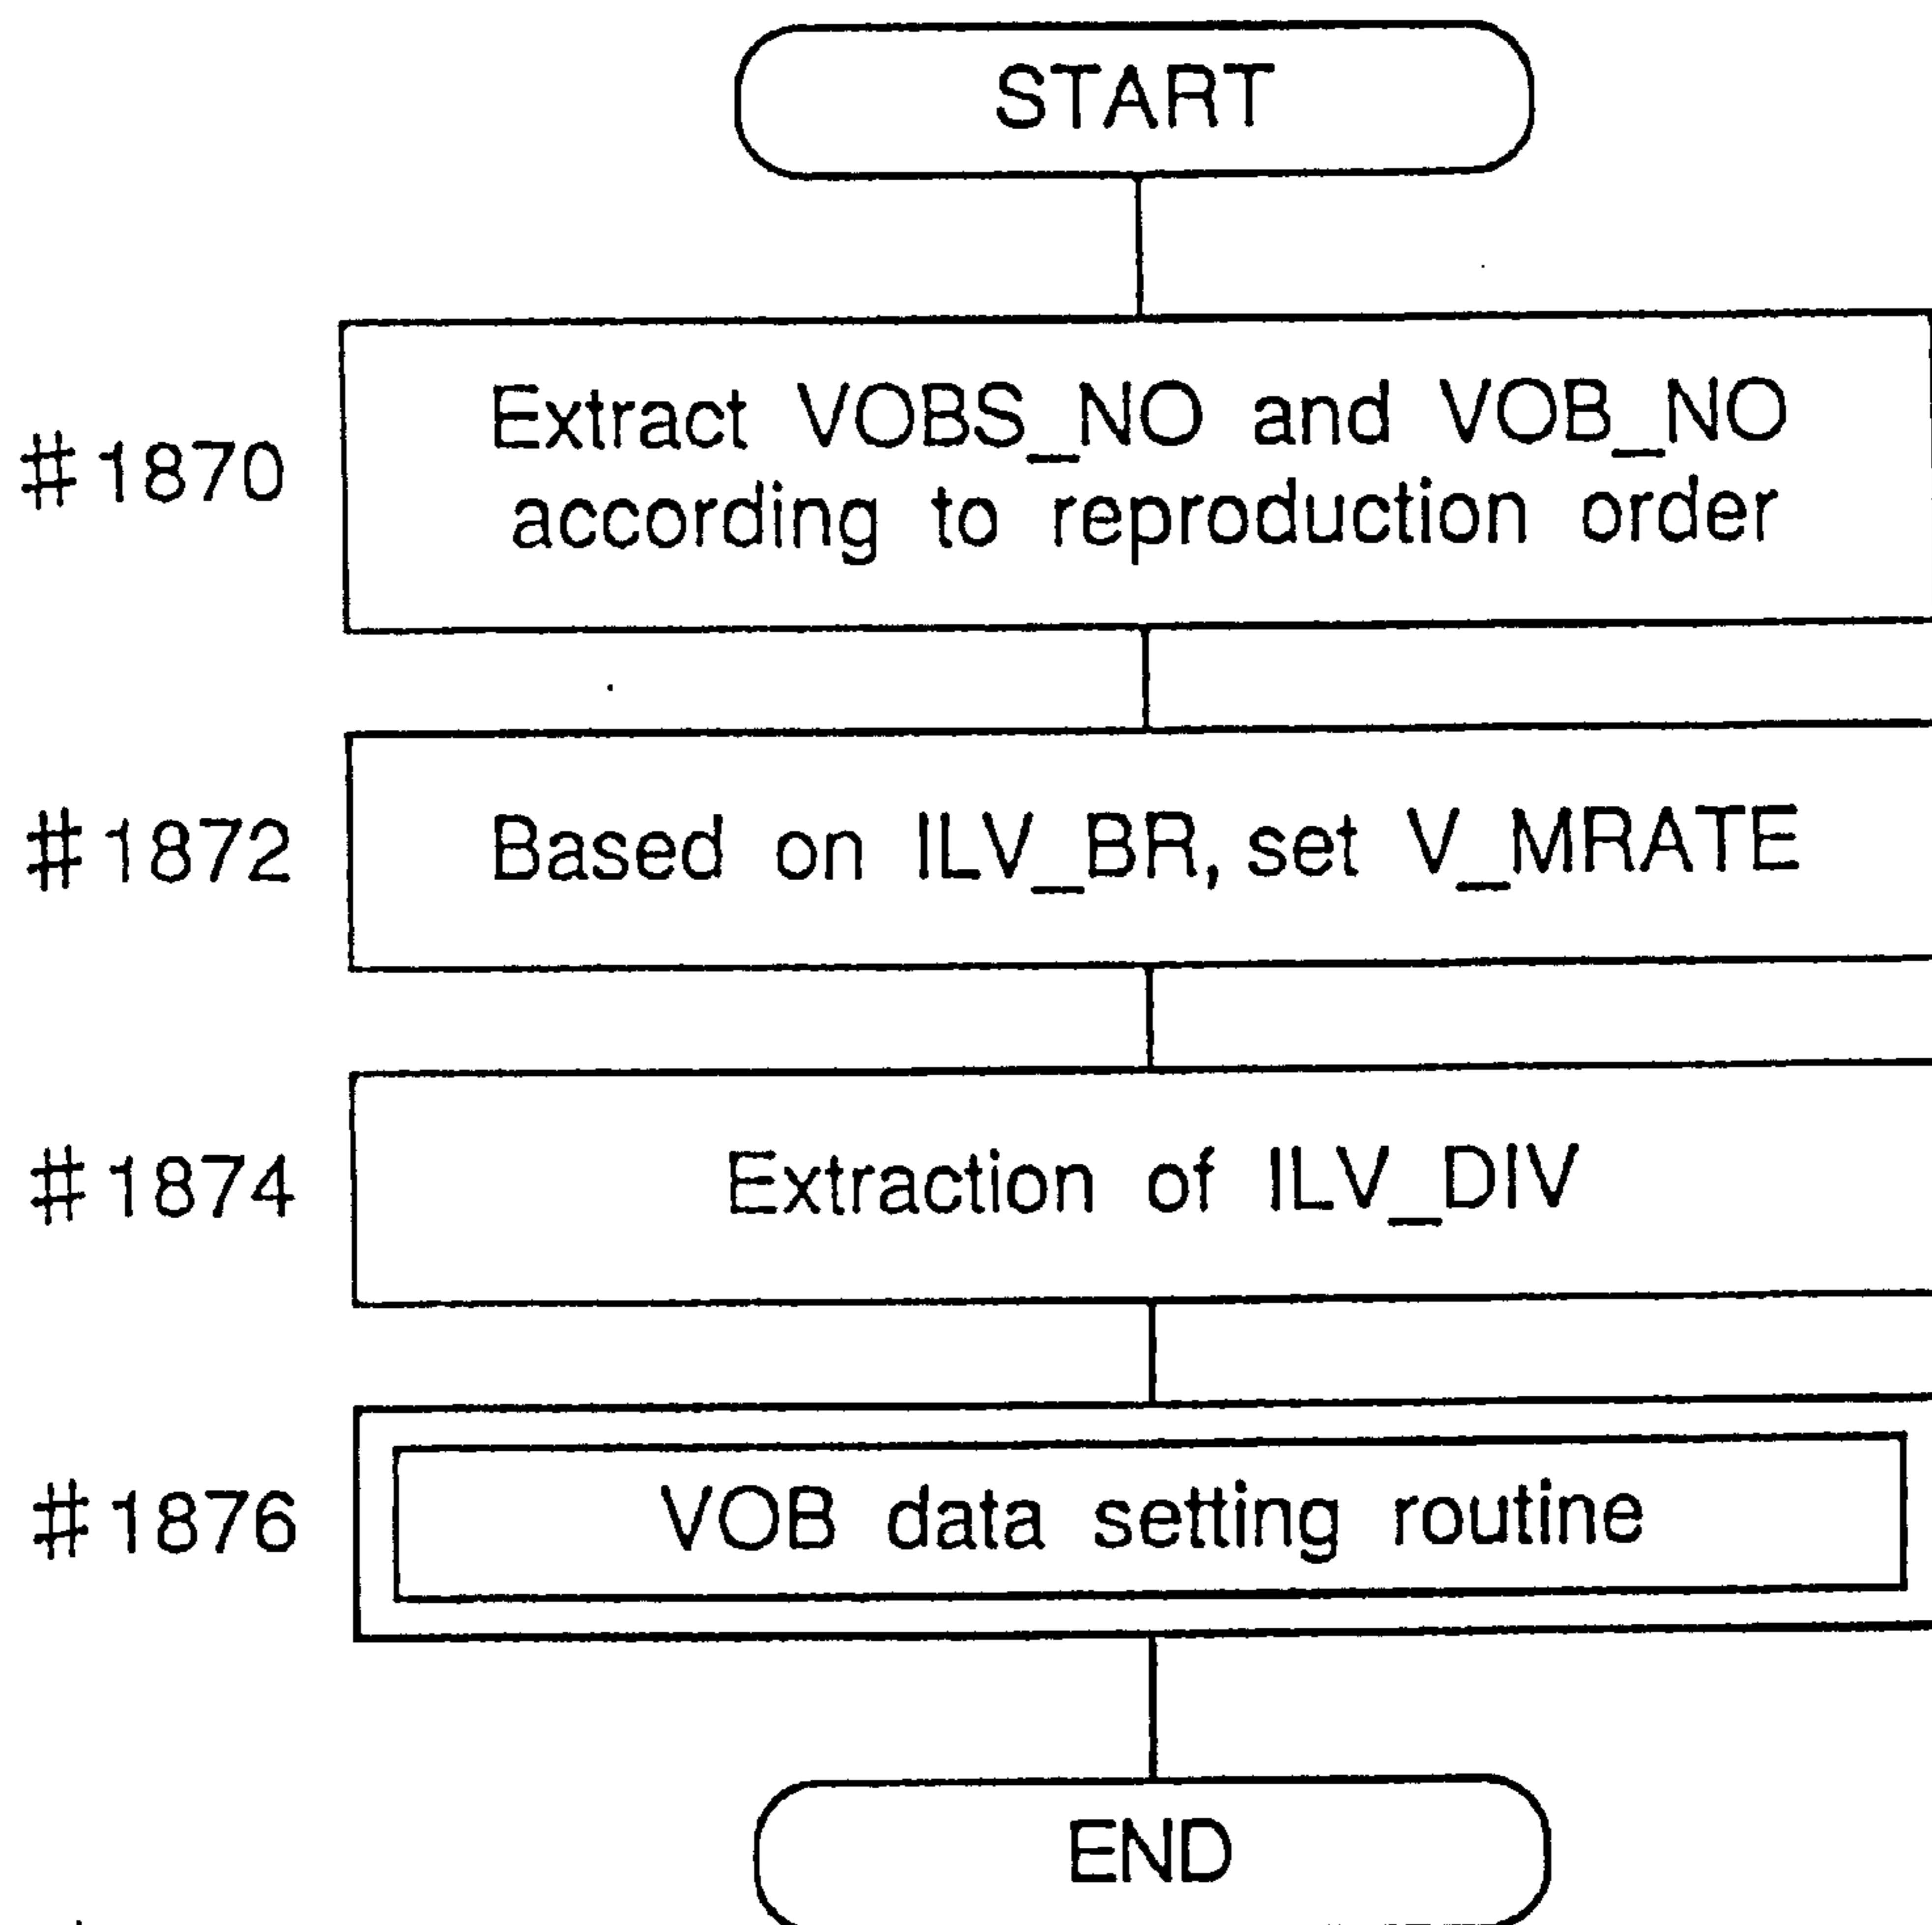 START
#1870
Extract VOBS_NO and VOB_NO
according to reproduction order
#1872
Based on ILV_BR, set V_MRATE
#1874
Extraction of ILV_DIV
#1876
VOB data setting routine
END